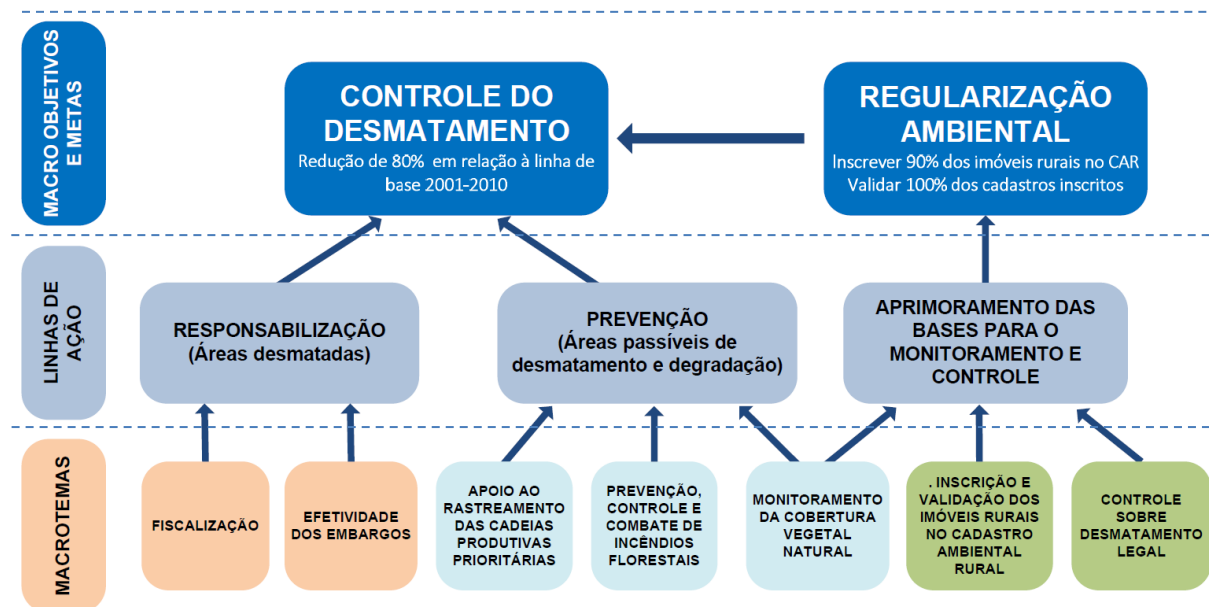 MACRO OBJETIVOS
E METAS
CONTROLE DO
DESMATAMENTO
Redução de 80% em relação à linha de
base 2001-2010
REGULARIZAÇÃO
AMBIENTAL
Inscrever 90% dos imóveis rurais no CAR
Validar 100% dos cadastros inscritos
LINHAS DE
AÇÃO
RESPONSABILIZAÇÃO
(Áreas desmatadas)
PREVENÇÃO
(Áreas passíveis de
desmatamento e degradação)
APRIMORAMENTO DAS
BASES PARA O
MONITORAMENTO E
CONTROLE
MACROTEMAS
FISCALIZAÇÃO
EFETIVIDADE
DOS EMBARGOS
APOIO AO
RASTREAMENTO
DAS CADEIAS
PRODUTIVAS
PRIORITÁRIAS
PREVENÇÃO,
CONTROLE E
COMBATE DE
INCÊNDIOS
FLORESTAIS
MONITORAMENTO
DA COBERTURA
VEGETAL
NATURAL
. INSCRIÇÃO E
VALIDAÇÃO DOS
IMÓVEIS RURAIS
NO CADASTRO
AMBIENTAL
RURAL
CONTROLE
SOBRE
DESMATAMENTO
LEGAL